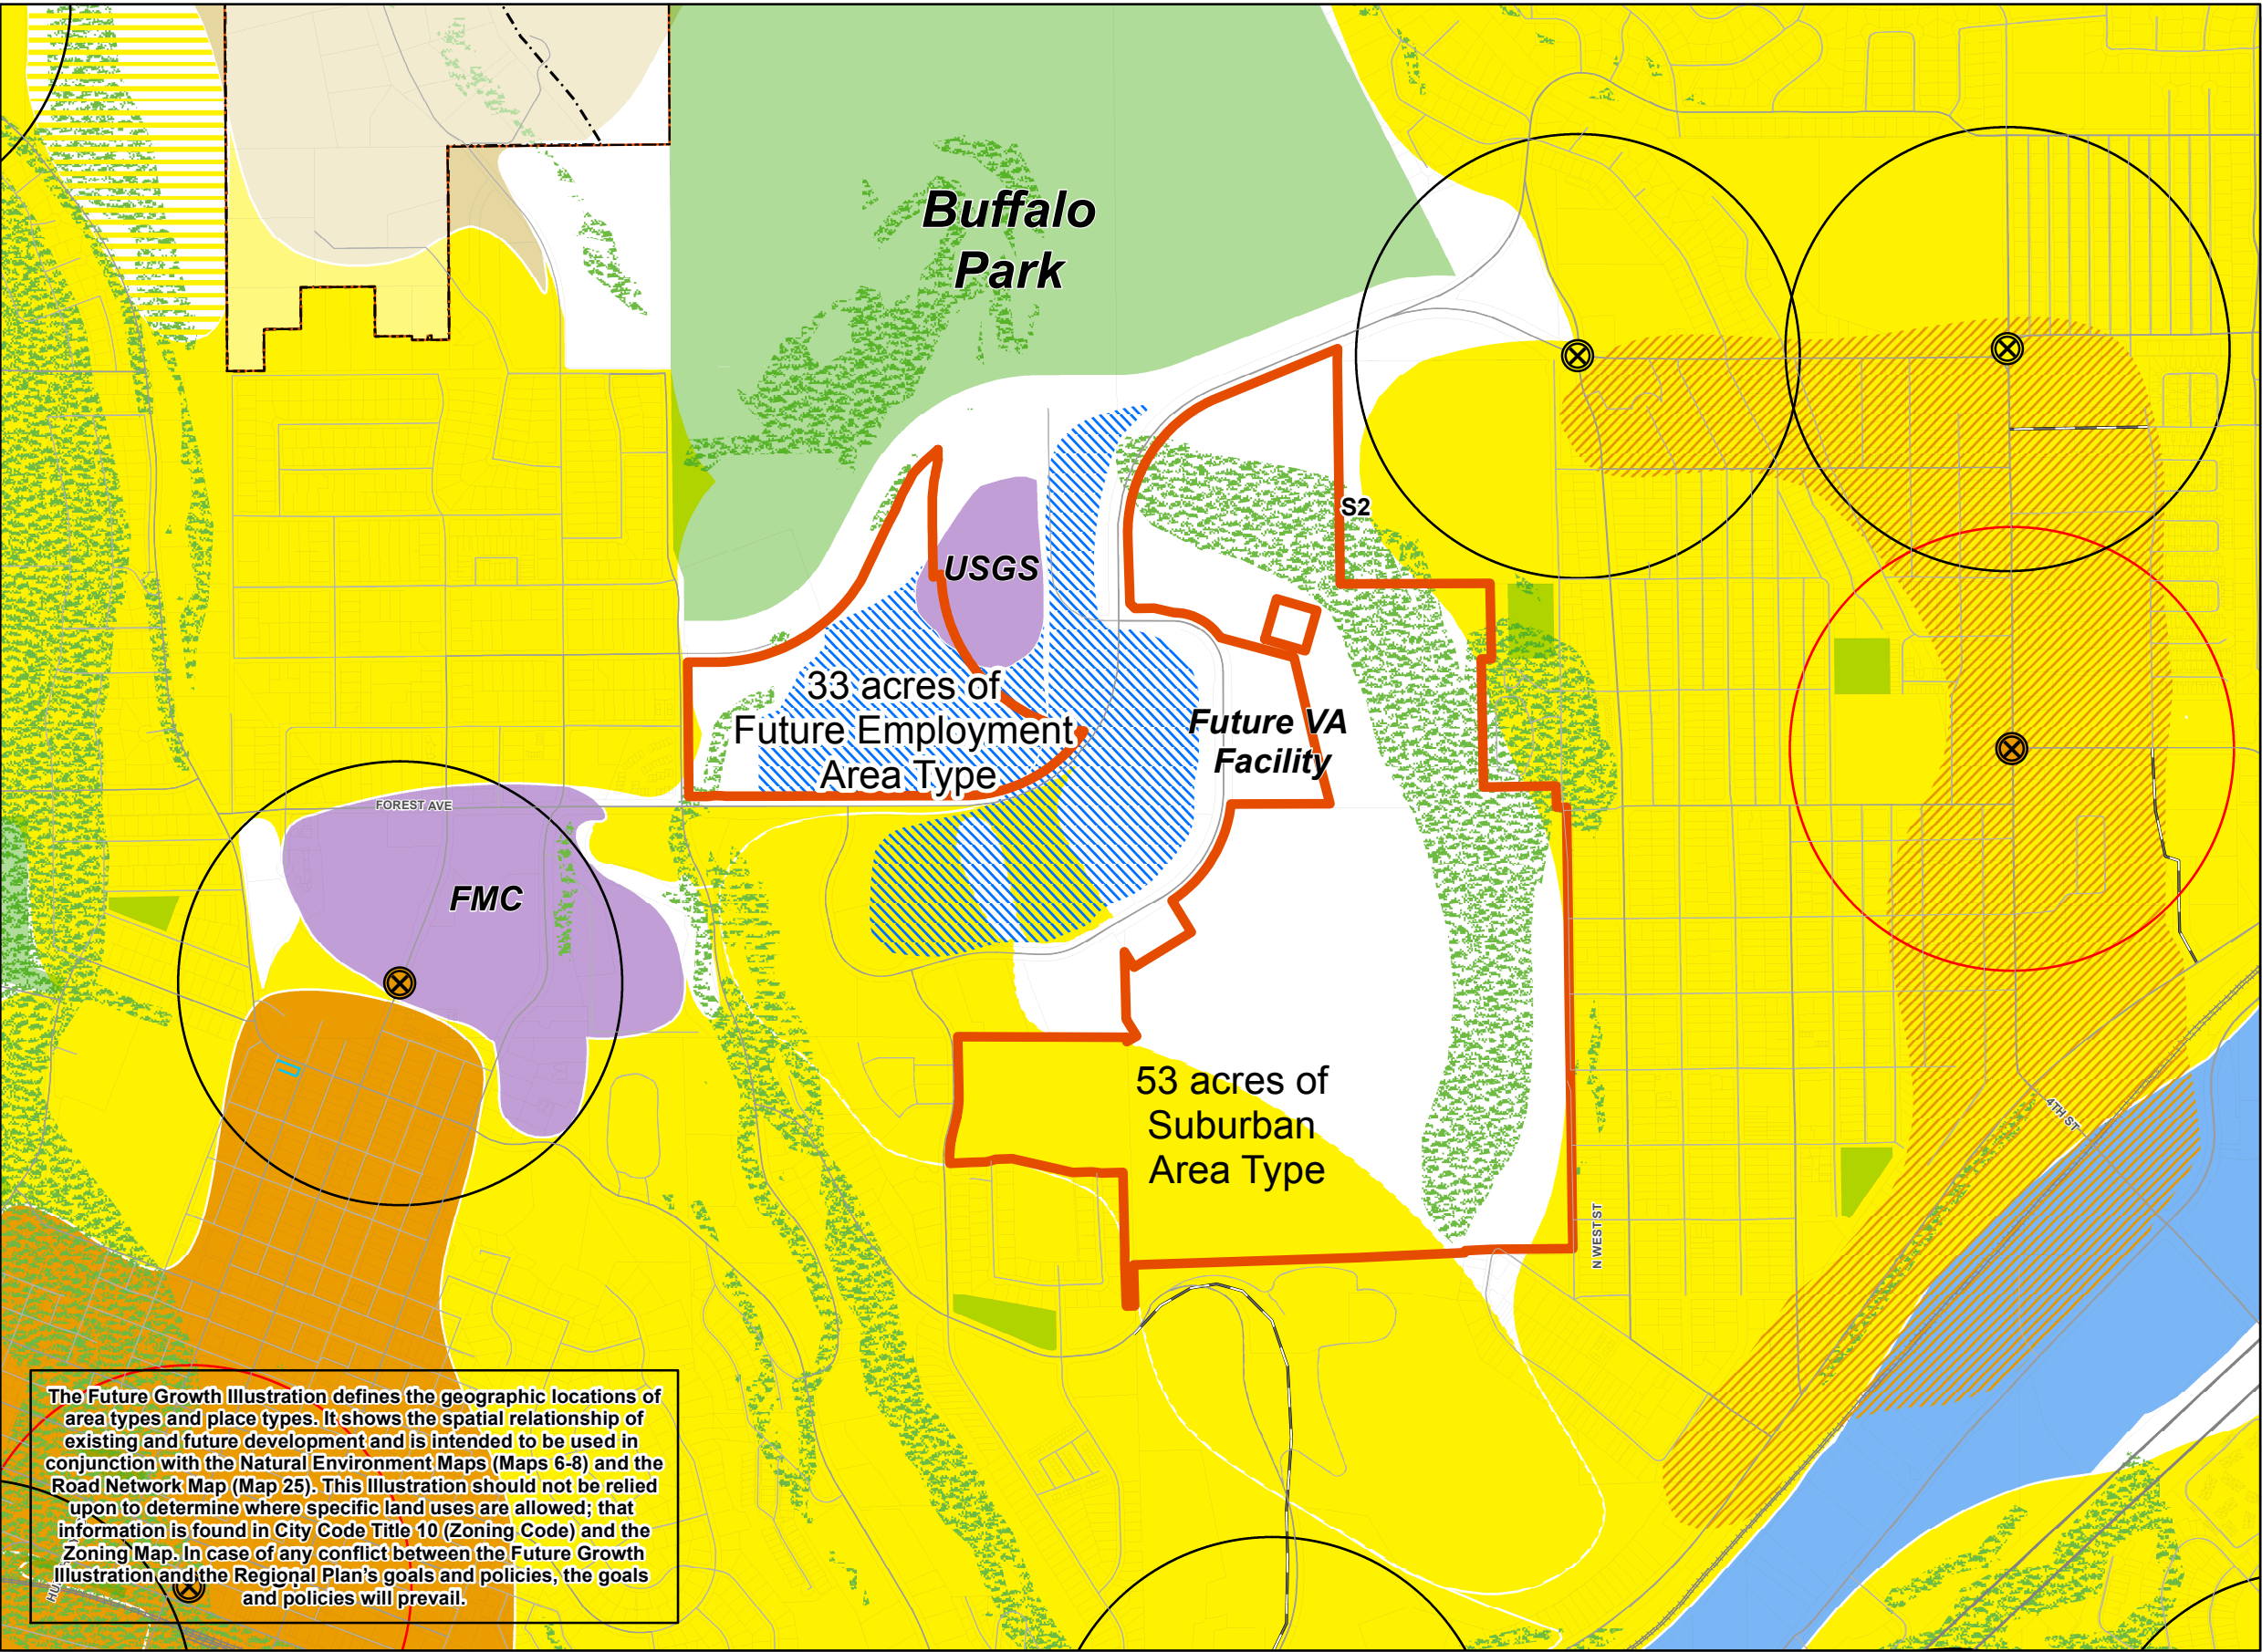 Buffalo
Park
S2
USGS
33 acres of
Future Employment
Area Type
Future VA
Facility
FOREST AVE
FMC
53 acres of
Suburban
Area Type
4TH ST
N WEST ST
The Future Growth Illustration defines the geographic locations of
area types and place types. It shows the spatial relationship of
existing and future development and is intended to be used in
conjunction with the Natural Environment Maps (Maps 6-8) and the
Road Network Map (Map 25). This Illustration should not be relied
upon to determine where specific land uses are allowed; that
information is found in City Code Title 10 (Zoning Code) and the
Zoning Map. In case of any conflict between the Future Growth
Illustration and the Regional Plan's goals and policies, the goals
and policies will prevail.